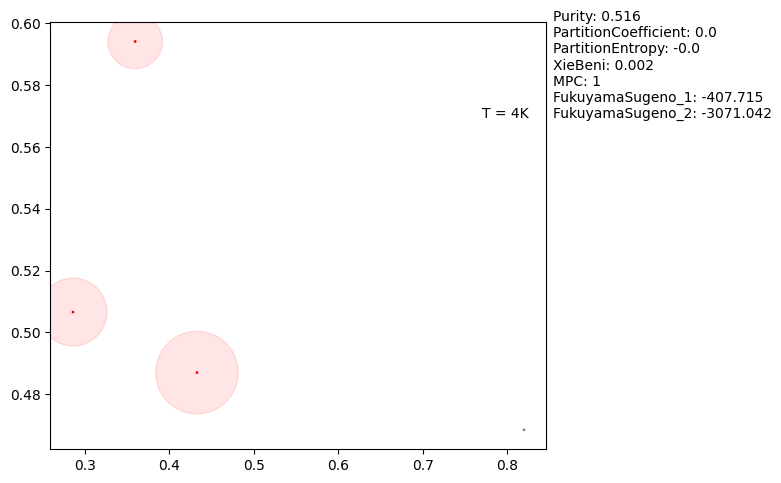 Purity: 0.516
PartitionCoefficient: 0.0
PartitionEntropy: -0.0
XieBeni: 0.002
MPC: 1
FukuyamaSugeno_1: -407.715
FukuyamaSugeno_2: -3071.042
T = 4K
0.60
0.58
0.56
0.54
0.52
0.50
0.48
0.3 0.4 0.5 0.6 0.7 0.8